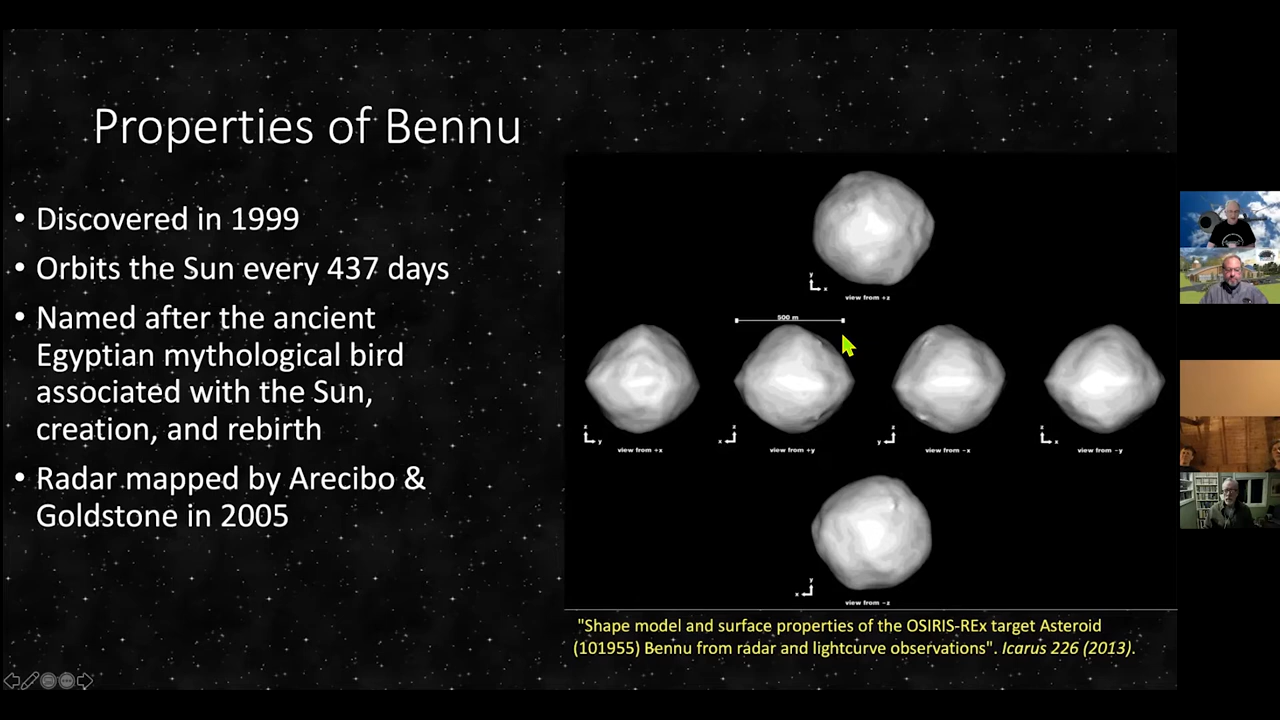 Properties of Bennu
• Discovered in 1999
• Orbits the Sun every 437 days
• Named after the ancient
Egyptian mythological bird
associated with the Sun,
creation, and rebirth
• Radar mapped by Arecibo &
Goldstone in 2005
y
x
view from +z
500 m
z
y
view from +x
z
x
view from +y
z
y
view from -x
z
x
view from -y
y
x
view from -z
"Shape model and surface properties of the OSIRIS-REx target Asteroid
(101955) Bennu from radar and lightcurve observations". Icarus 226 (2013).